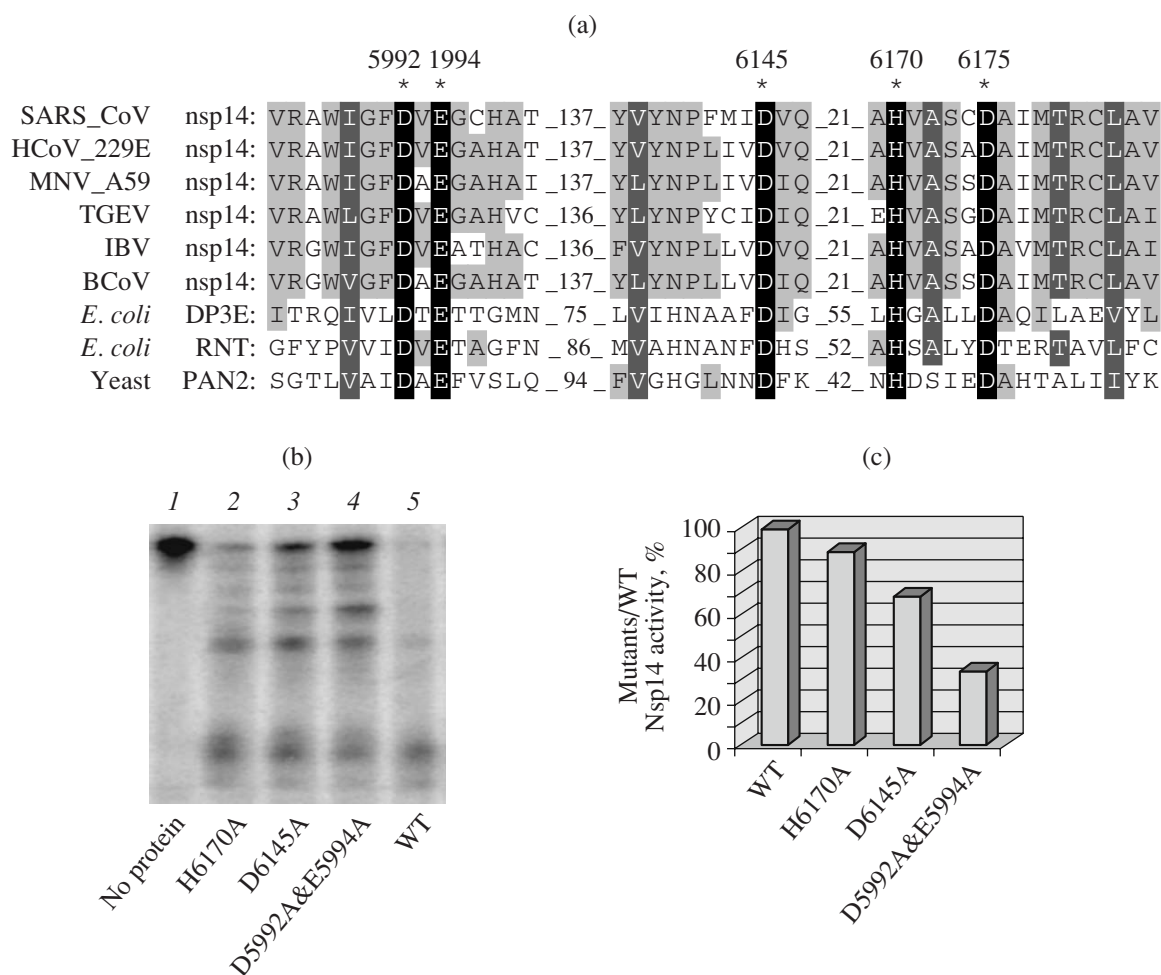 (a)
5992 1994 6145 6170 6175
* * * * *
SARS_CoV nsp14: VRAWIGFDVEGCHAT _137_ YVYNPFMIDVQ _21_ AHVASCDAIMTRCLAV
HCoV_229E nsp14: VRAWIGFDVEGAHAT _137_ YVYNPLIVDVQ _21_ AHVASADAIMTRCLAV
MNV_A59 nsp14: VRAWIGFDAEGAHAI _137_ YLYNPLIVDIQ _21_ AHVASSDAIMTRCLAV
TGEV nsp14: VRAWLGFDVEGAHVC _136_ YLYNPYCIDIQ _21_ EHVASGDAIMTRCLAI
IBV nsp14: VRGWIGFDVEATHAC _136_ FVYNPLLVDVQ _21_ AHVASADAVMTRCLAI
BCoV nsp14: VRGWVGFDAEGAHAT _137_ YLYNPLLVDIQ _21_ AHVASSDAIMTRCLAV
E. coli DP3E: ITRQIVLDTETTGMN _75_ LVIHNAAFDIG _55_ LHGALLDAQILAEVYL
E. coli RNT: GFYPVVIDVETAGFN _86_ MVAHNANFDHS _52_ AHSALYDTERTAVLFC
Yeast PAN2: SGTLVAIDAEFVSLQ _94_ FVGHGLNNDFK _42_ NHDSIEDAHTALIIYK
(b)
1 2 3 4 5
No protein
H6170A
D6145A
D5992A&E5994A
WT
(c)
Mutants/WT
Nsp14 activity, %
100
80
60
40
20
0
WT
H6170A
D6145A
D5992A&E5994A